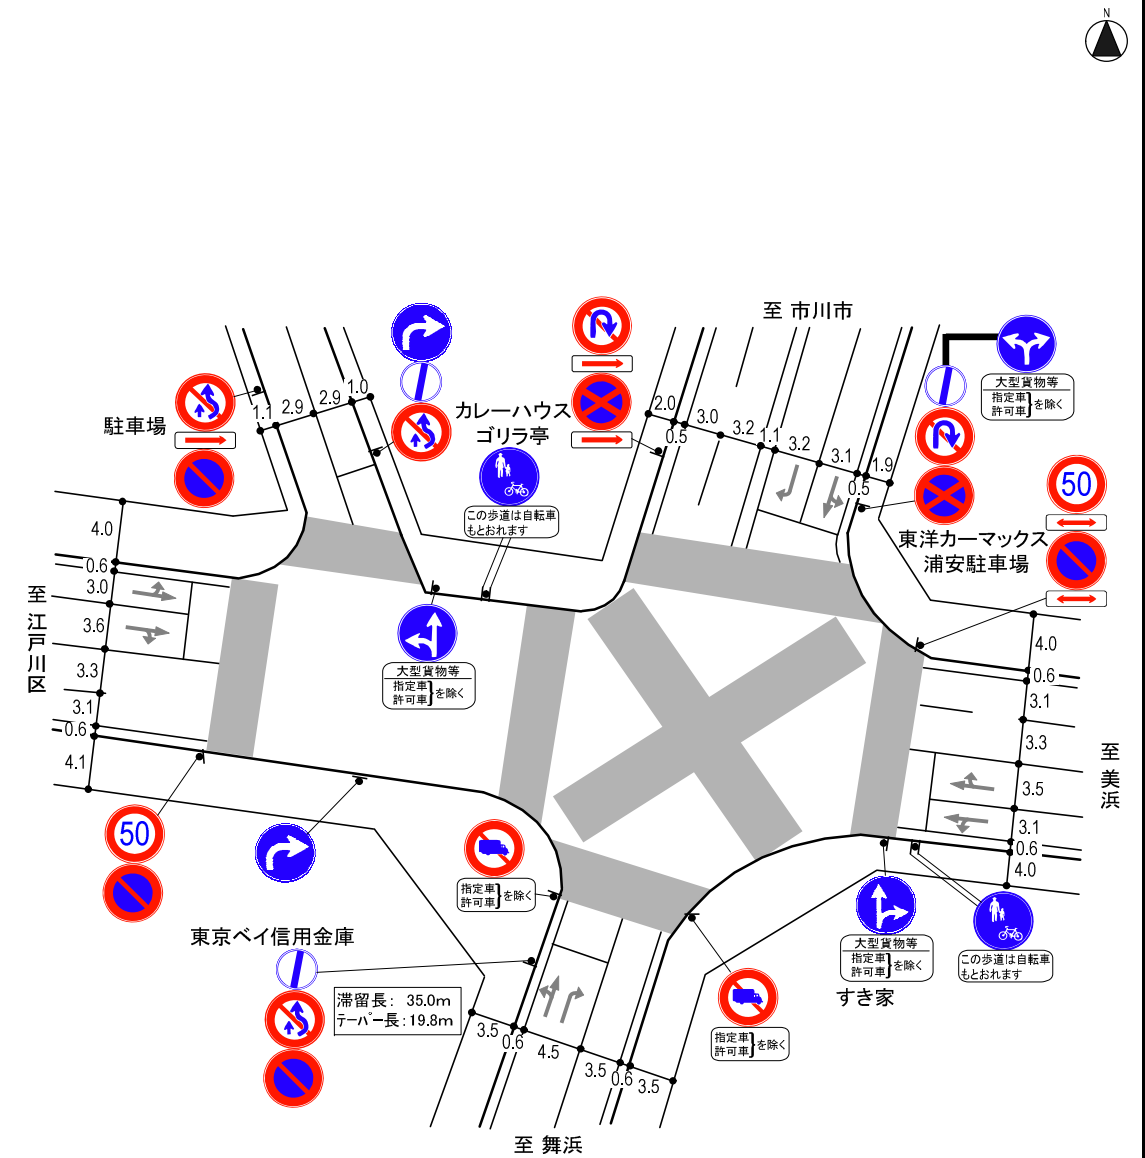 N
至 市川市
大型貨物等
指定車
許可車
を除く
1.0
2.9
2.9
1.1
駐車場
カレーハウス
ゴリラ亭
2.0
0.5
3.0
3.2
1.1
3.2
3.1
0.5
1.9
50
この歩道は自転車
もとおれます
東洋カーマックス
浦安駐車場
4.0
0.6
3.0
3.6
3.3
3.1
0.6
4.1
至 江戸川区
大型貨物等
指定車
許可車
を除く
4.0
0.6
3.1
3.3
3.5
3.1
0.6
4.0
至 美浜
50
指定車
許可車
を除く
東京ベイ信用金庫
滞留長： 35.0m
テーパー長：19.8m
大型貨物等
指定車
許可車
を除く
すき家
この歩道は自転車
もとおれます
指定車
許可車
を除く
3.5
0.6
4.5
3.5
0.6
3.5
至 舞浜